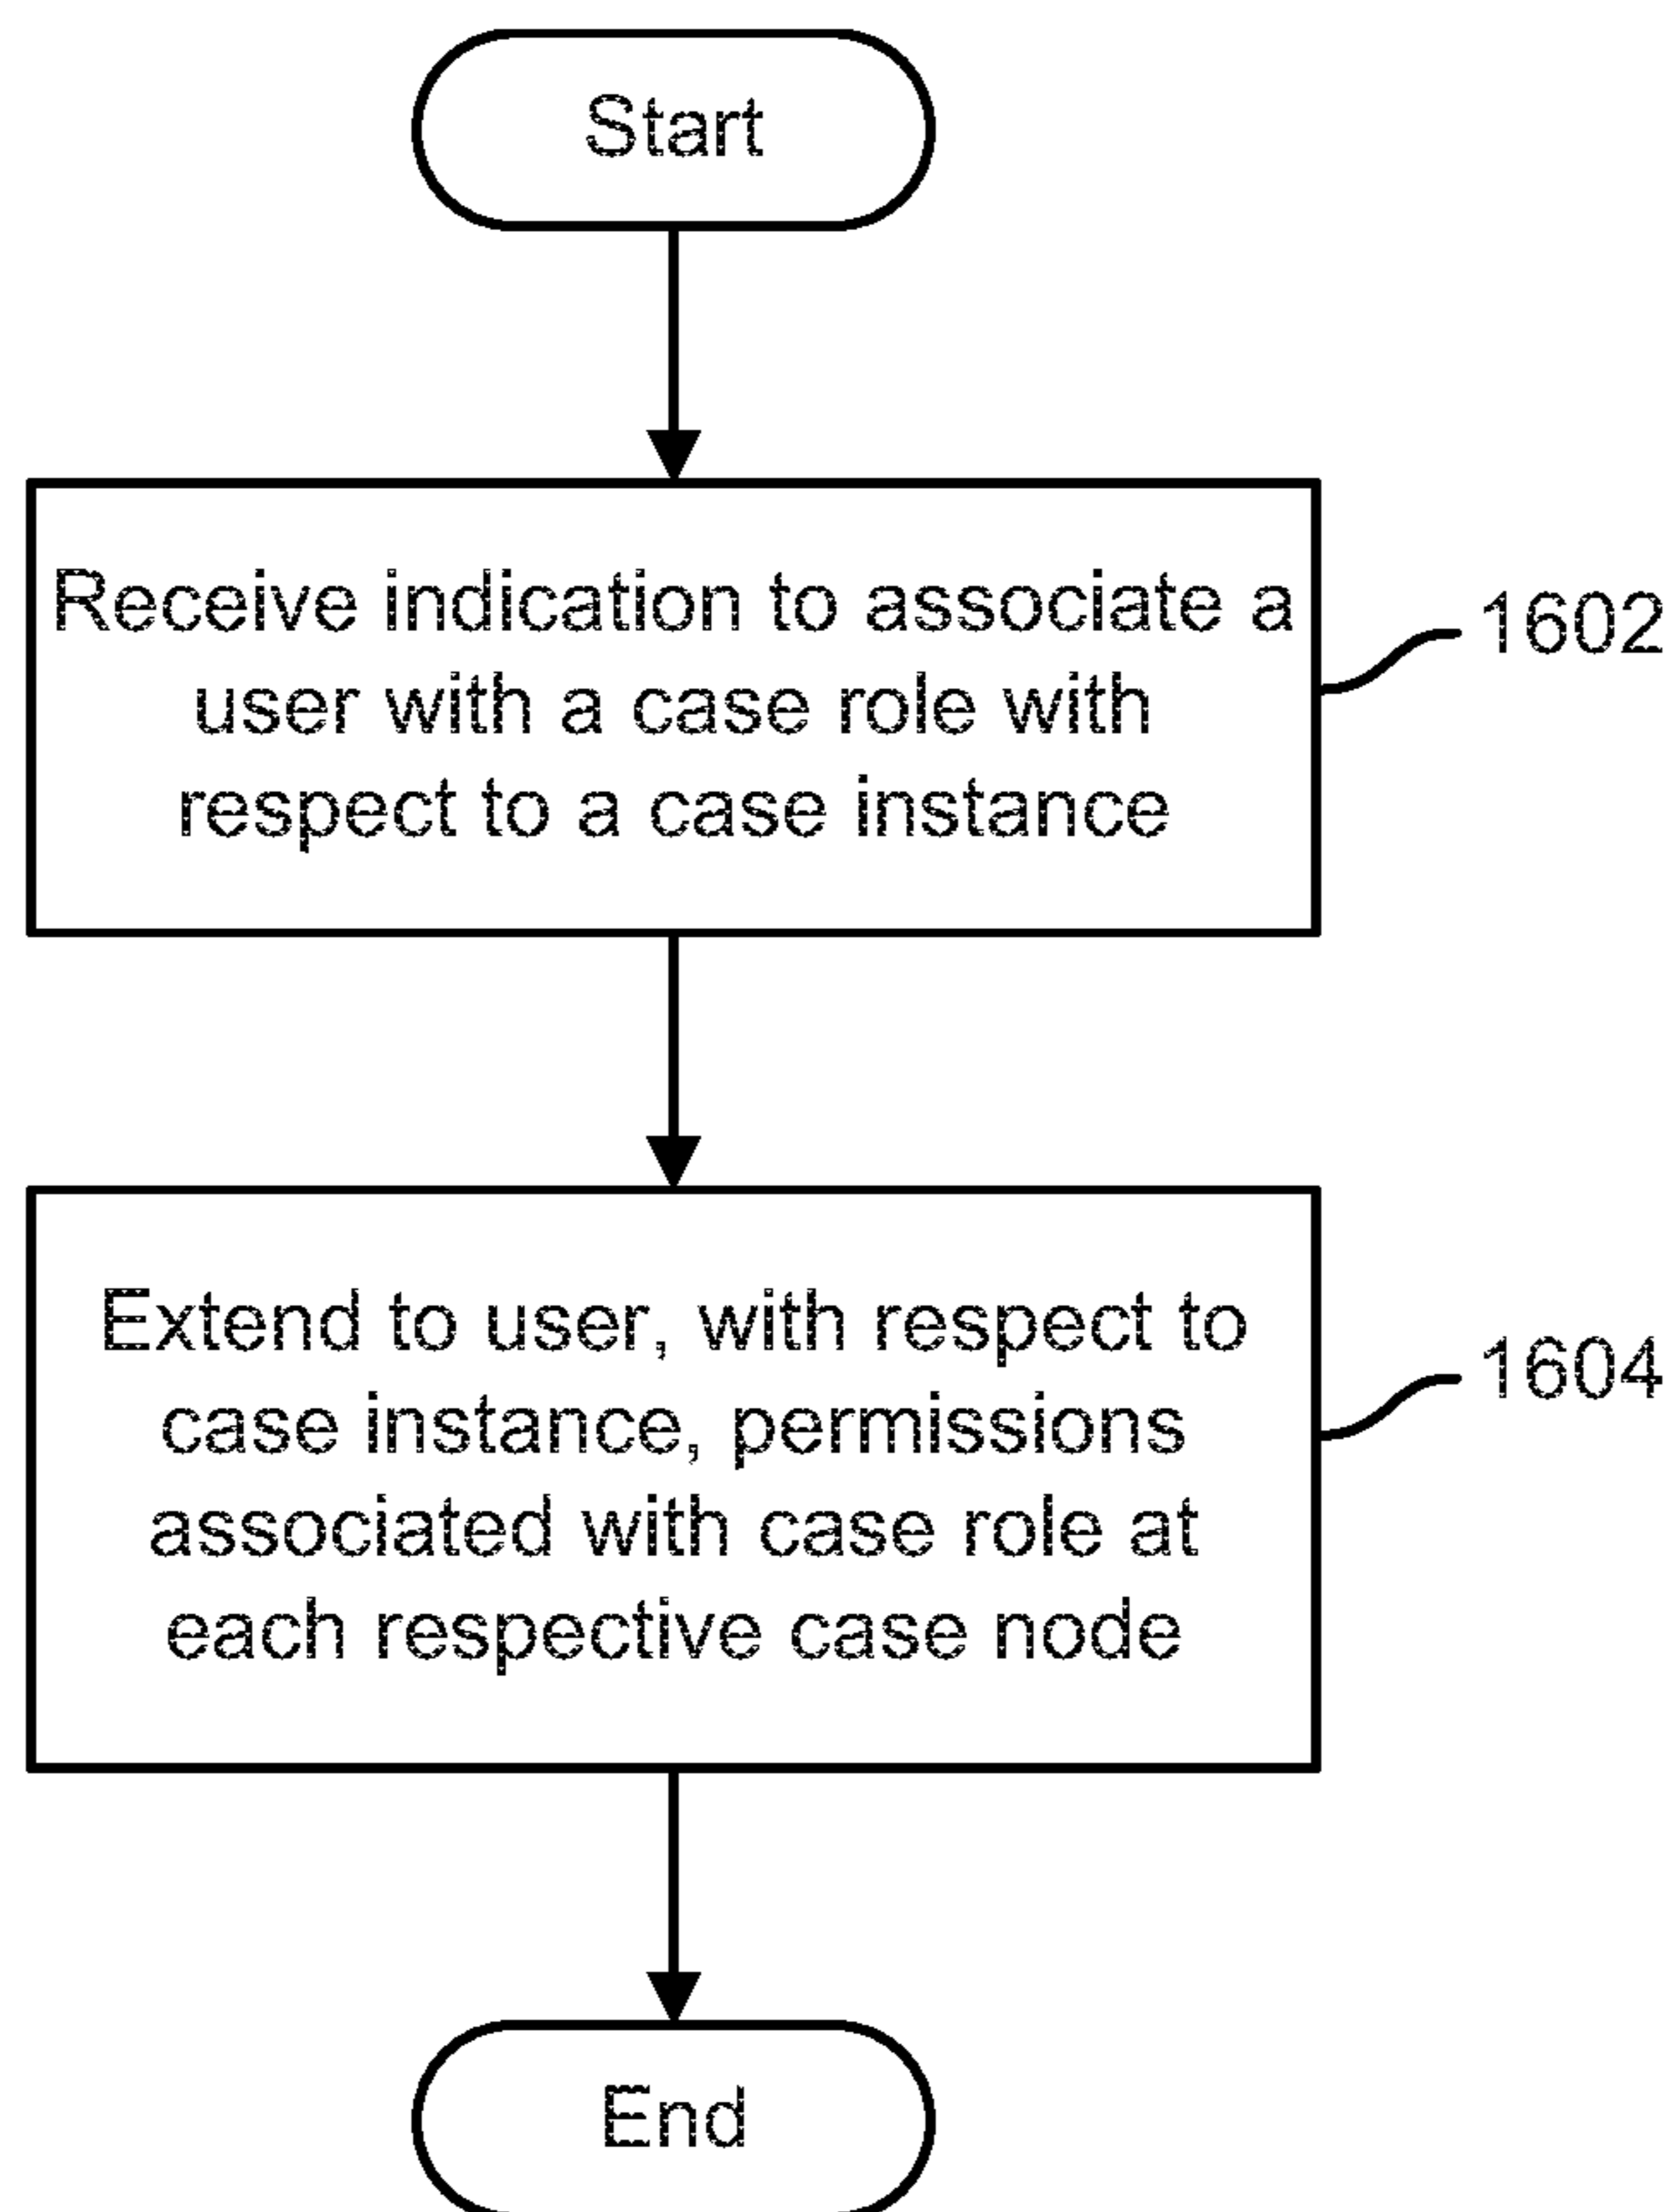 Start
Receive indication to associate a
user with a case role with
respect to a case instance
1602
Extend to user, with respect to
case instance, permissions
associated with case role at
each respective case node
1604
End